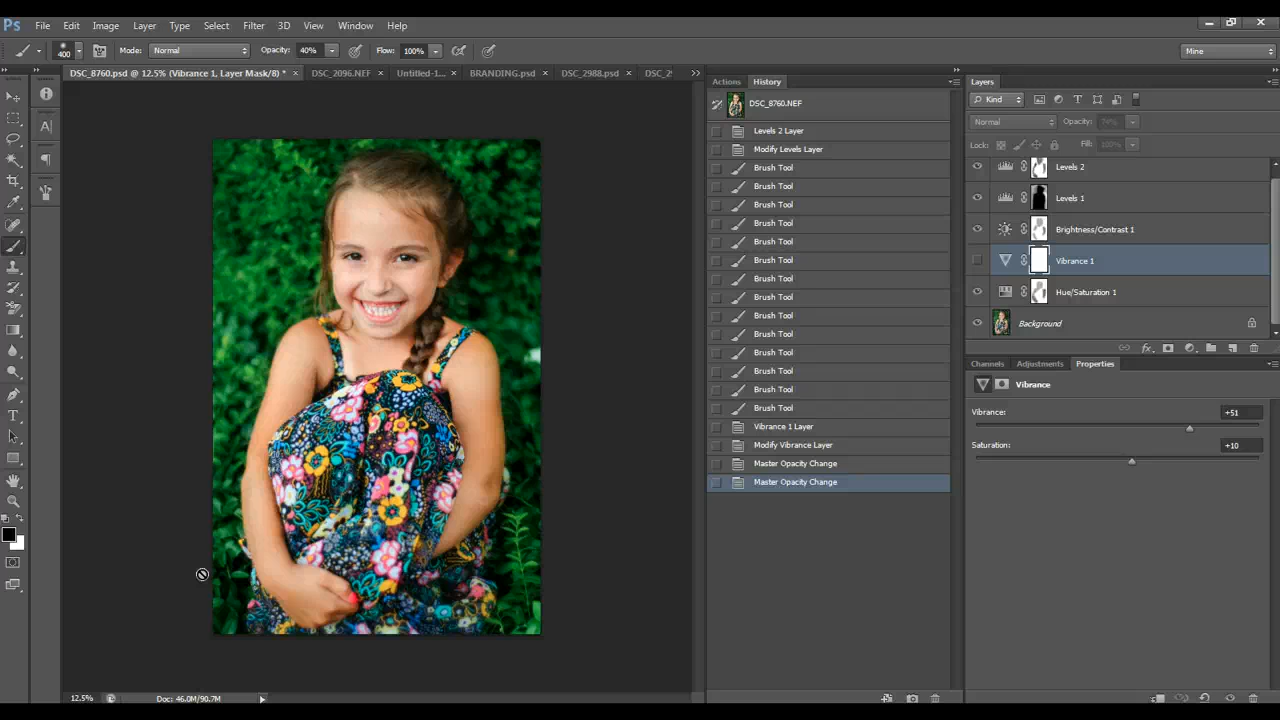 Ps File Edit Image Layer Type Select Filter 3D View Window Help
400 Mode: Normal Opacity: 40% Flow: 100% Mine
DSC_8760.psd @ 12.5% (Vibrance 1, Layer Mask/8) * × DSC_2096.NEF × Untitled-1... × BRANDING.psd × DSC_2988.psd ×
Actions History
DSC_8760.NEF
Levels 2 Layer
Modify Levels Layer
Brush Tool
Brush Tool
Brush Tool
Brush Tool
Brush Tool
Brush Tool
Brush Tool
Brush Tool
Brush Tool
Brush Tool
Brush Tool
Brush Tool
Brush Tool
Brush Tool
Vibrance 1 Layer
Modify Vibrance Layer
Master Opacity Change
Master Opacity Change
Layers
Kind
Normal Opacity: 74%
Lock: Fill: 100%
Levels 2
Levels 1
Brightness/Contrast 1
Vibrance 1
Hue/Saturation 1
Background
fx
Channels Adjustments Properties
Vibrance
Vibrance: +51
Saturation: +10
12.5% Doc: 46.0M/90.7M